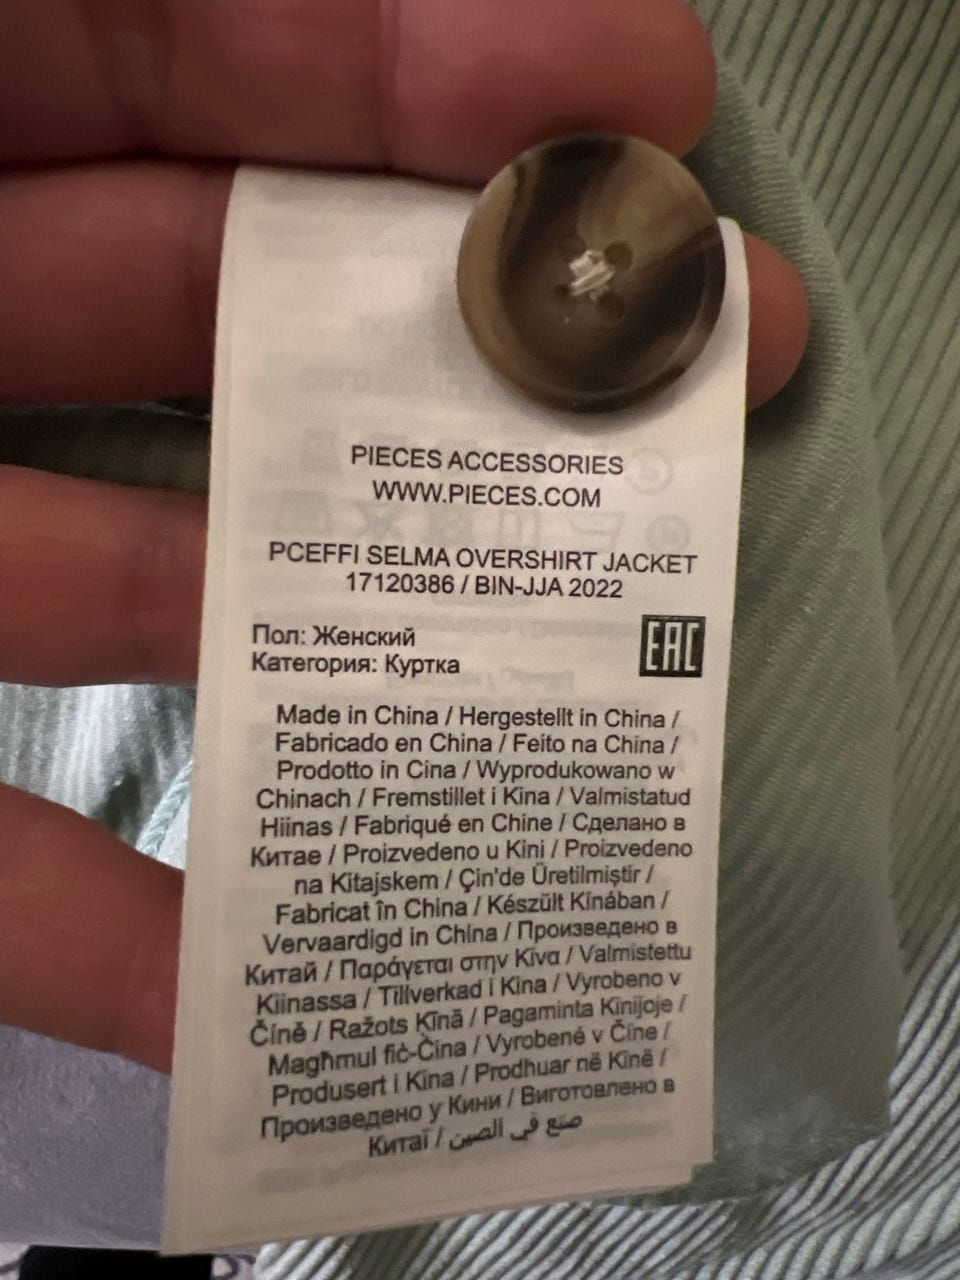 PIECES ACCESSORIES
WWW.PIECES.COM
PCEFFI SELMA OVERSHIRT JACKET
17120386 / BIN-JJA 2022
Пол: Женский
Категория: Куртка
EAC
Made in China / Hergestellt in China /
Fabricado en China / Feito na China /
Prodotto in Cina / Wyprodukowano w
Chinach / Fremstillet i Kina / Valmistatud
Hiinas / Fabriqué en Chine / Сделано в
Китае / Proizvedeno u Kini / Proizvedeno
na Kitajskem / Çin'de Üretilmiştir /
Fabricat în China / Készült Kínában /
Vervaardigd in China / Произведено в
Китай / Παράγεται στην Κίνα / Valmistettu
Kiinassa / Tillverkad i Kina / Vyrobeno v
Číně / Ražots Ķīnā / Pagaminta Kinijoje /
Magħmul fiċ-Ċina / Vyrobené v Číne /
Produsert i Kina / Prodhuar në Kinë /
Произведено у Кини / Виготовлено в
Китаї / صنع في الصين